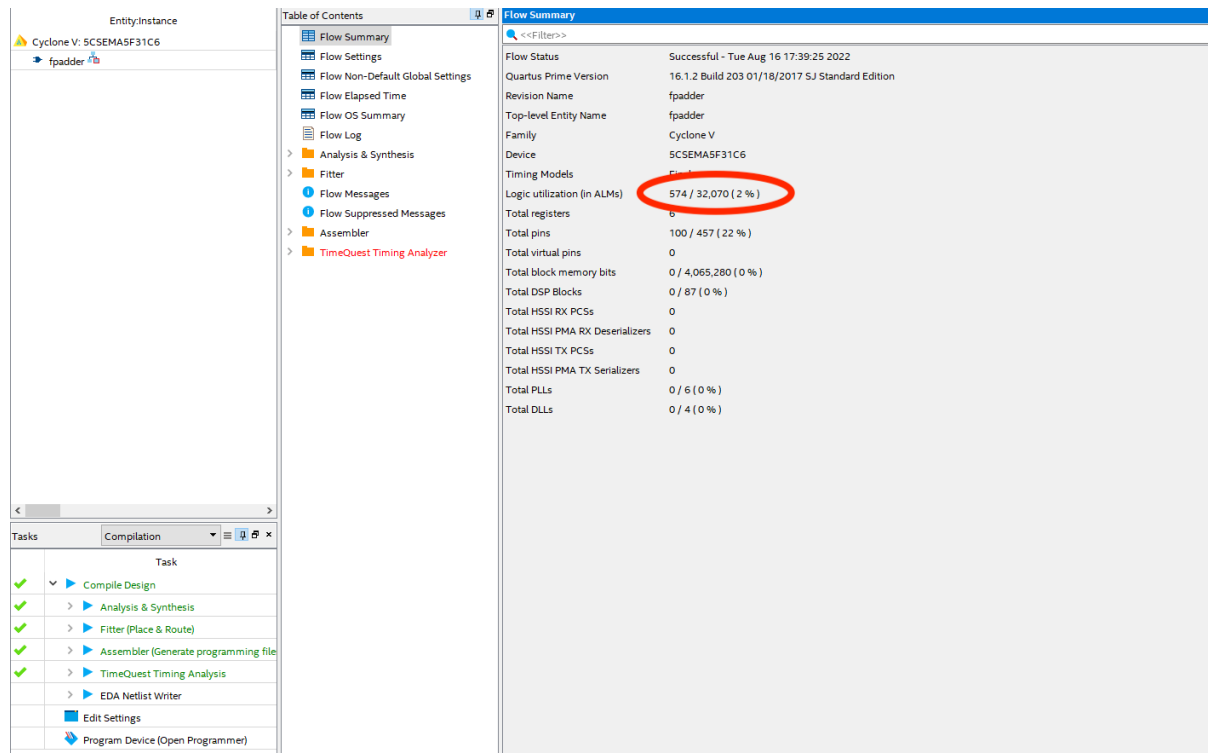 Entity:Instance
Cyclone V: 5CSEMA5F31C6
fpadder
Tasks
Compilation
Task
Compile Design
Analysis & Synthesis
Fitter (Place & Route)
Assembler (Generate programming file
TimeQuest Timing Analysis
EDA Netlist Writer
Edit Settings
Program Device (Open Programmer)
Table of Contents
Flow Summary
Flow Settings
Flow Non-Default Global Settings
Flow Elapsed Time
Flow OS Summary
Flow Log
Analysis & Synthesis
Fitter
Flow Messages
Flow Suppressed Messages
Assembler
TimeQuest Timing Analyzer
Flow Summary
<<Filter>>
Flow Status Successful - Tue Aug 16 17:39:25 2022
Quartus Prime Version 16.1.2 Build 203 01/18/2017 SJ Standard Edition
Revision Name fpadder
Top-level Entity Name fpadder
Family Cyclone V
Device 5CSEMA5F31C6
Timing Models
Logic utilization (in ALMs) 574 / 32,070 ( 2 % )
Total registers 6
Total pins 100 / 457 ( 22 % )
Total virtual pins 0
Total block memory bits 0 / 4,065,280 ( 0 % )
Total DSP Blocks 0 / 87 ( 0 % )
Total HSSI RX PCSs 0
Total HSSI PMA RX Deserializers 0
Total HSSI TX PCSs 0
Total HSSI PMA TX Serializers 0
Total PLLs 0 / 6 ( 0 % )
Total DLLs 0 / 4 ( 0 % )